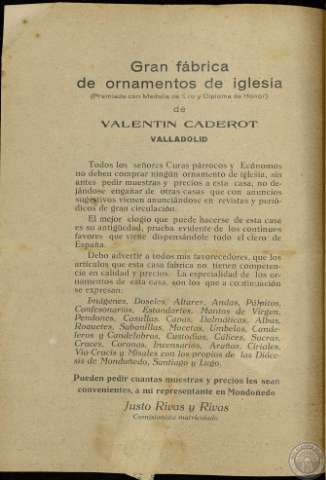 Gran fábrica
de ornamentos de iglesia
(Premiada con Medalla de Oro y Diploma de Honor)
de
VALENTIN CADEROT
VALLADOLID
Todos los señores Curas párrocos y Ecónomos
no deben comprar ningún ornamento de iglesia, sin
antes pedir muestras y precios a esta casa; no de-
jándose engañar de otras casas que con anuncios
sugestivos vienen anunciándose en revistas y perió-
dicos de gran circulación.
El mejor elogio que puede hacerse de esta casa
es su antigüedad, prueba evidente de los continuos
favores que viene dispensándole todo el clero de
España.
Debo advertir a todos mis favorecedores, que los
artículos que esta casa fabrica no tienen competen-
cia en calidad y precios. la especialidad de los or-
namentos de esta casa, son los que a continuación
se expresan:
Imágenes, Doseles, Altares, Andas, Púlpitos,
Confesonarios, Estandartes, Mantos de Virgen,
Pendones, Casullas, Capas, Dalmáticas, Albas,
Roquetes, Sabanillas, Macetas, Umbelas, Cande-
leros y Candelabros, Custodias, Cálices, Sacras,
Cruces, Coronas, Incensarios, Arañas, Ciriales,
Vía Crucis y Misales con los propios de las Dióce-
sis de Mondoñedo, Santiago y Lugo.
Pueden pedir cuantas muestras y precios les sean
convenientes, a mi representante en Mondoñedo
Justo Rivas y Rivas
Comisionista matriculado